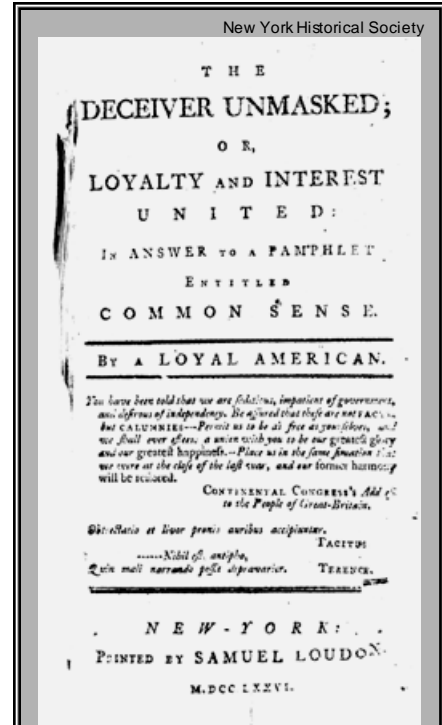 New York Historical Society
THE
DECEIVER UNMASKED;
OR,
LOYALTY AND INTEREST
UNITED:
IN ANSWER TO A PAMPHLET
ENTITLED
COMMON SENSE.
BY A LOYAL AMERICAN.
You have been told that we are seditious, impatient of government,
and desirous of independency. Be assured that these are not FACTS,
but CALUMNIES---Permit us to be as free as yourselves, and
we shall ever esteem a union with you to be our greatest glory
and our greatest happiness.--Place us in the same situation that
we were at the close of the last war, and our former harmony
will be restored.
CONTINENTAL CONGRESS's
to the People of Great-Britain.
Obtrectatio et livor pronis auribus accipiuntur.
TACITUS
------Nihil est, antipho,
Quin male narrando posse depravarier. TERENCE.
NEW-YORK:
PRINTED BY SAMUEL LOUDON.
M.DCC LXXVI.